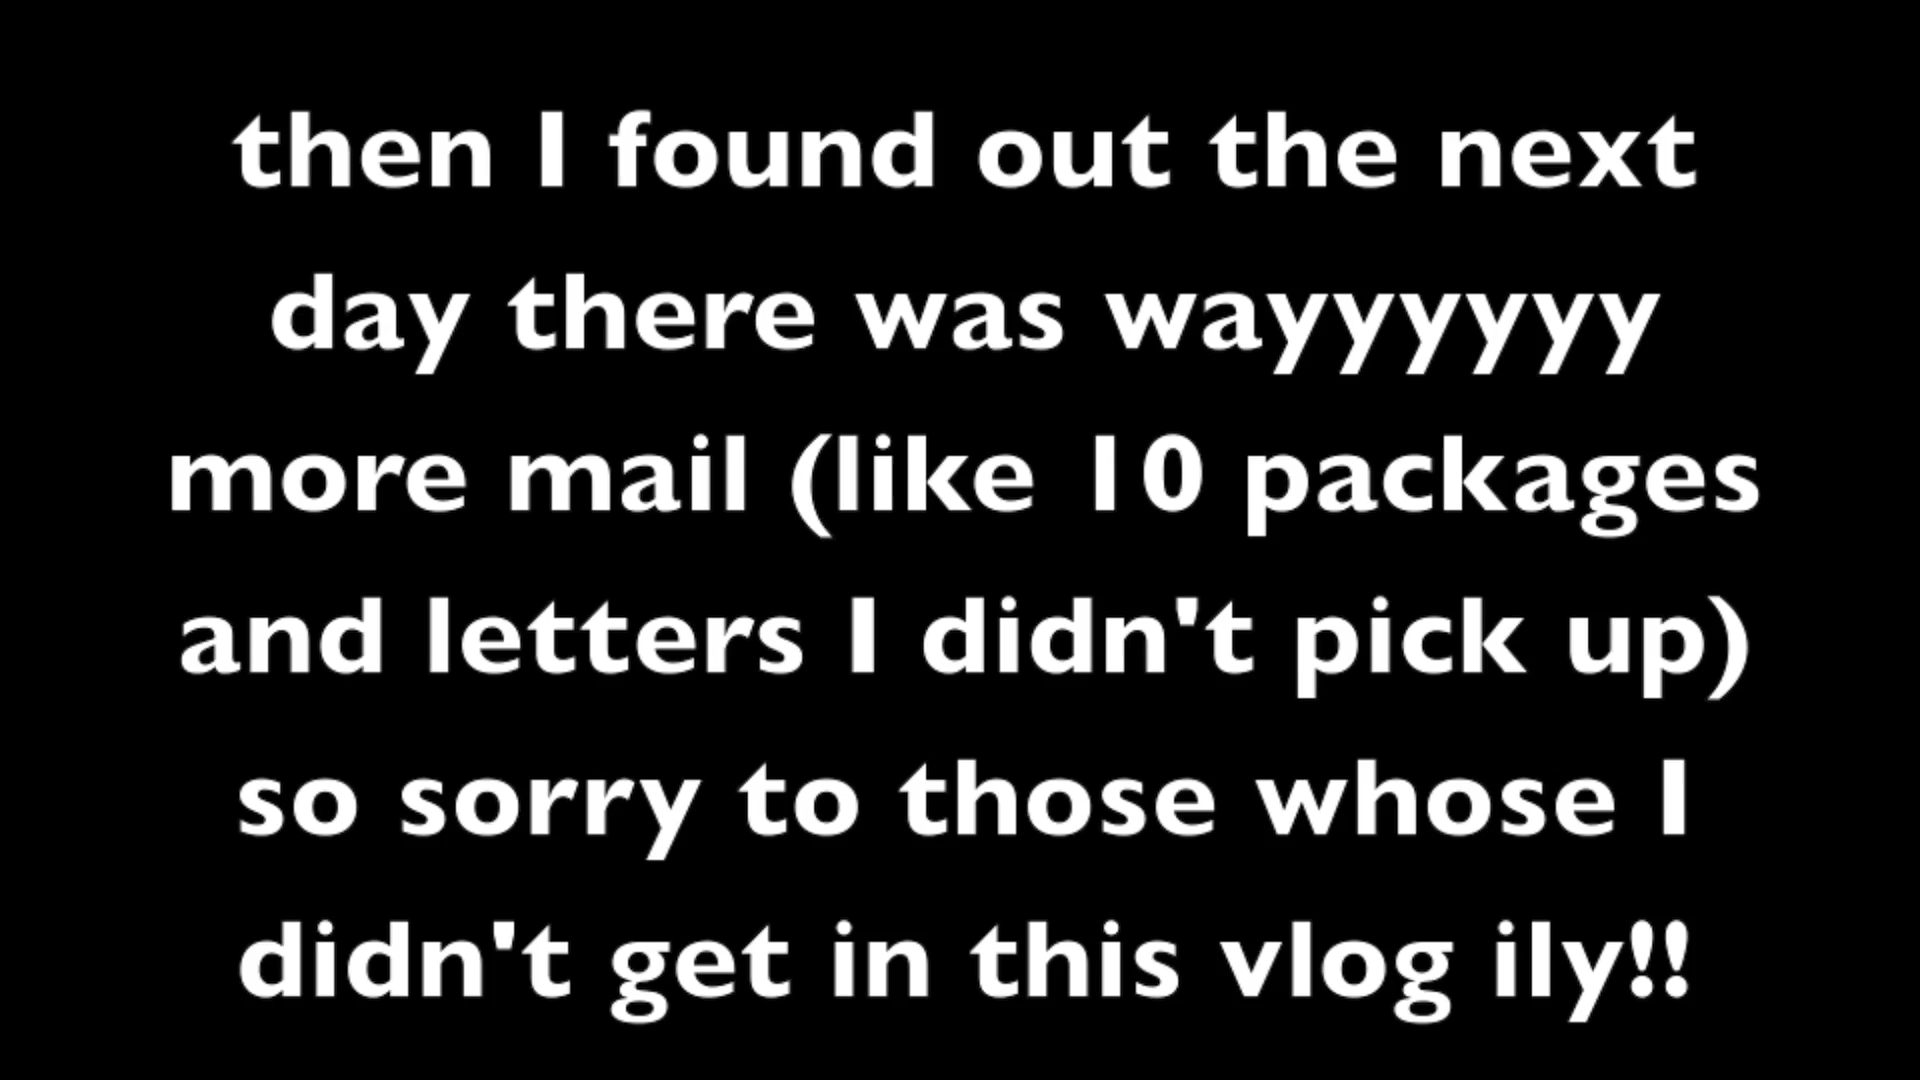 then I found out the next
day there was wayyyyyy
more mail (like 10 packages
and letters I didn't pick up)
so sorry to those whose I
didn't get in this vlog ily!!